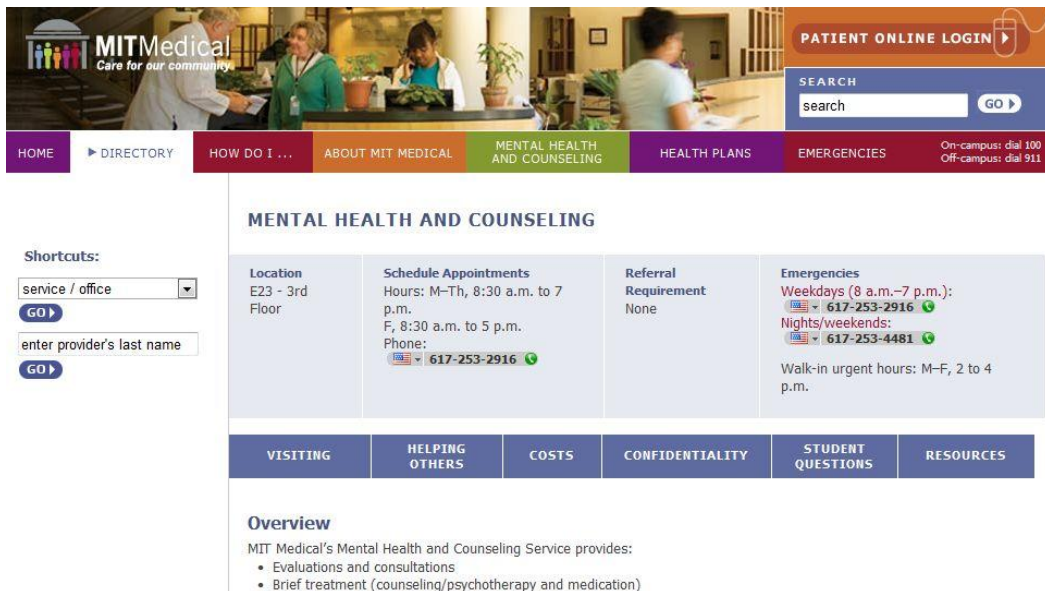 MITMedical
Care for our community.
PATIENT ONLINE LOGIN
SEARCH
search
GO
HOME
DIRECTORY
HOW DO I ...
ABOUT MIT MEDICAL
MENTAL HEALTH
AND COUNSELING
HEALTH PLANS
EMERGENCIES
On-campus: dial 100
Off-campus: dial 911
Shortcuts:
service / office
GO
enter provider's last name
GO
MENTAL HEALTH AND COUNSELING
Location
E23 - 3rd
Floor
Schedule Appointments
Hours: M–Th, 8:30 a.m. to 7
p.m.
F, 8:30 a.m. to 5 p.m.
Phone:
617-253-2916
Referral
Requirement
None
Emergencies
Weekdays (8 a.m.–7 p.m.):
617-253-2916
Nights/weekends:
617-253-4481
Walk-in urgent hours: M–F, 2 to 4
p.m.
VISITING
HELPING
OTHERS
COSTS
CONFIDENTIALITY
STUDENT
QUESTIONS
RESOURCES
Overview
MIT Medical's Mental Health and Counseling Service provides:
• Evaluations and consultations
• Brief treatment (counseling/psychotherapy and medication)